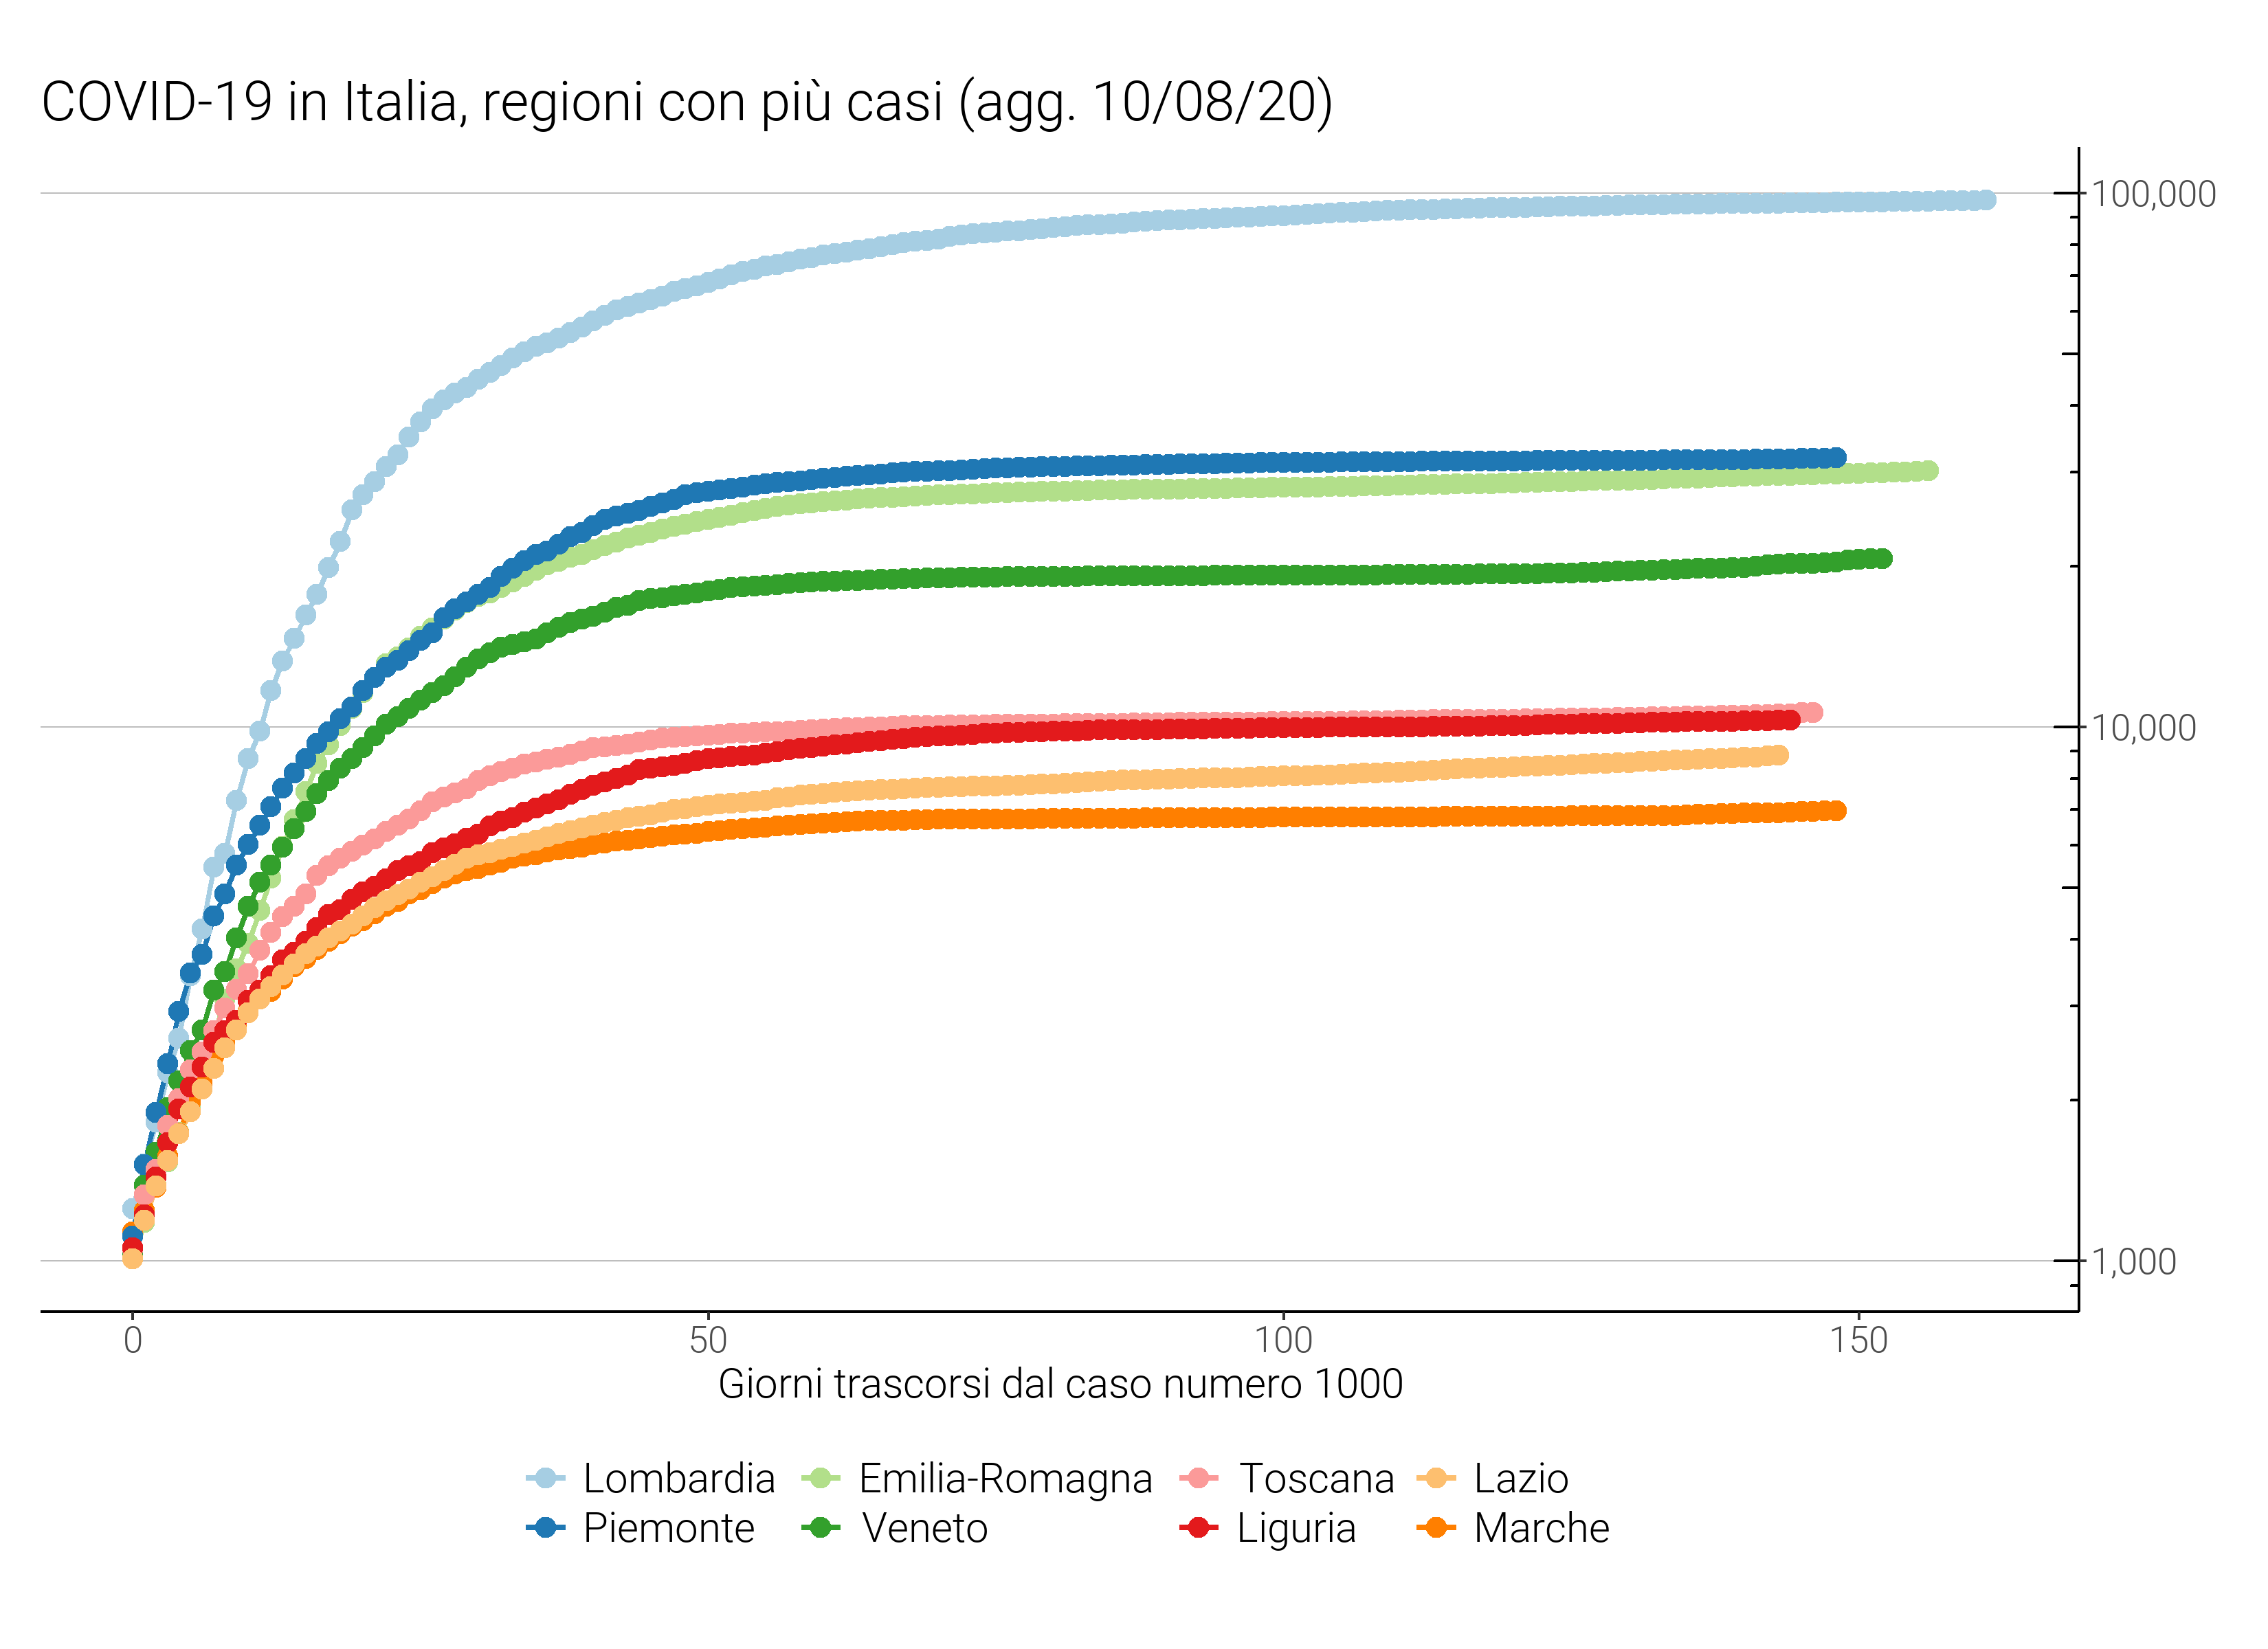 COVID-19 in Italia, regioni con più casi (agg. 10/08/20)
100,000
10,000
1,000
0 50 100 150
Giorni trascorsi dal caso numero 1000
Lombardia Emilia-Romagna Toscana Lazio
Piemonte Veneto Liguria Marche